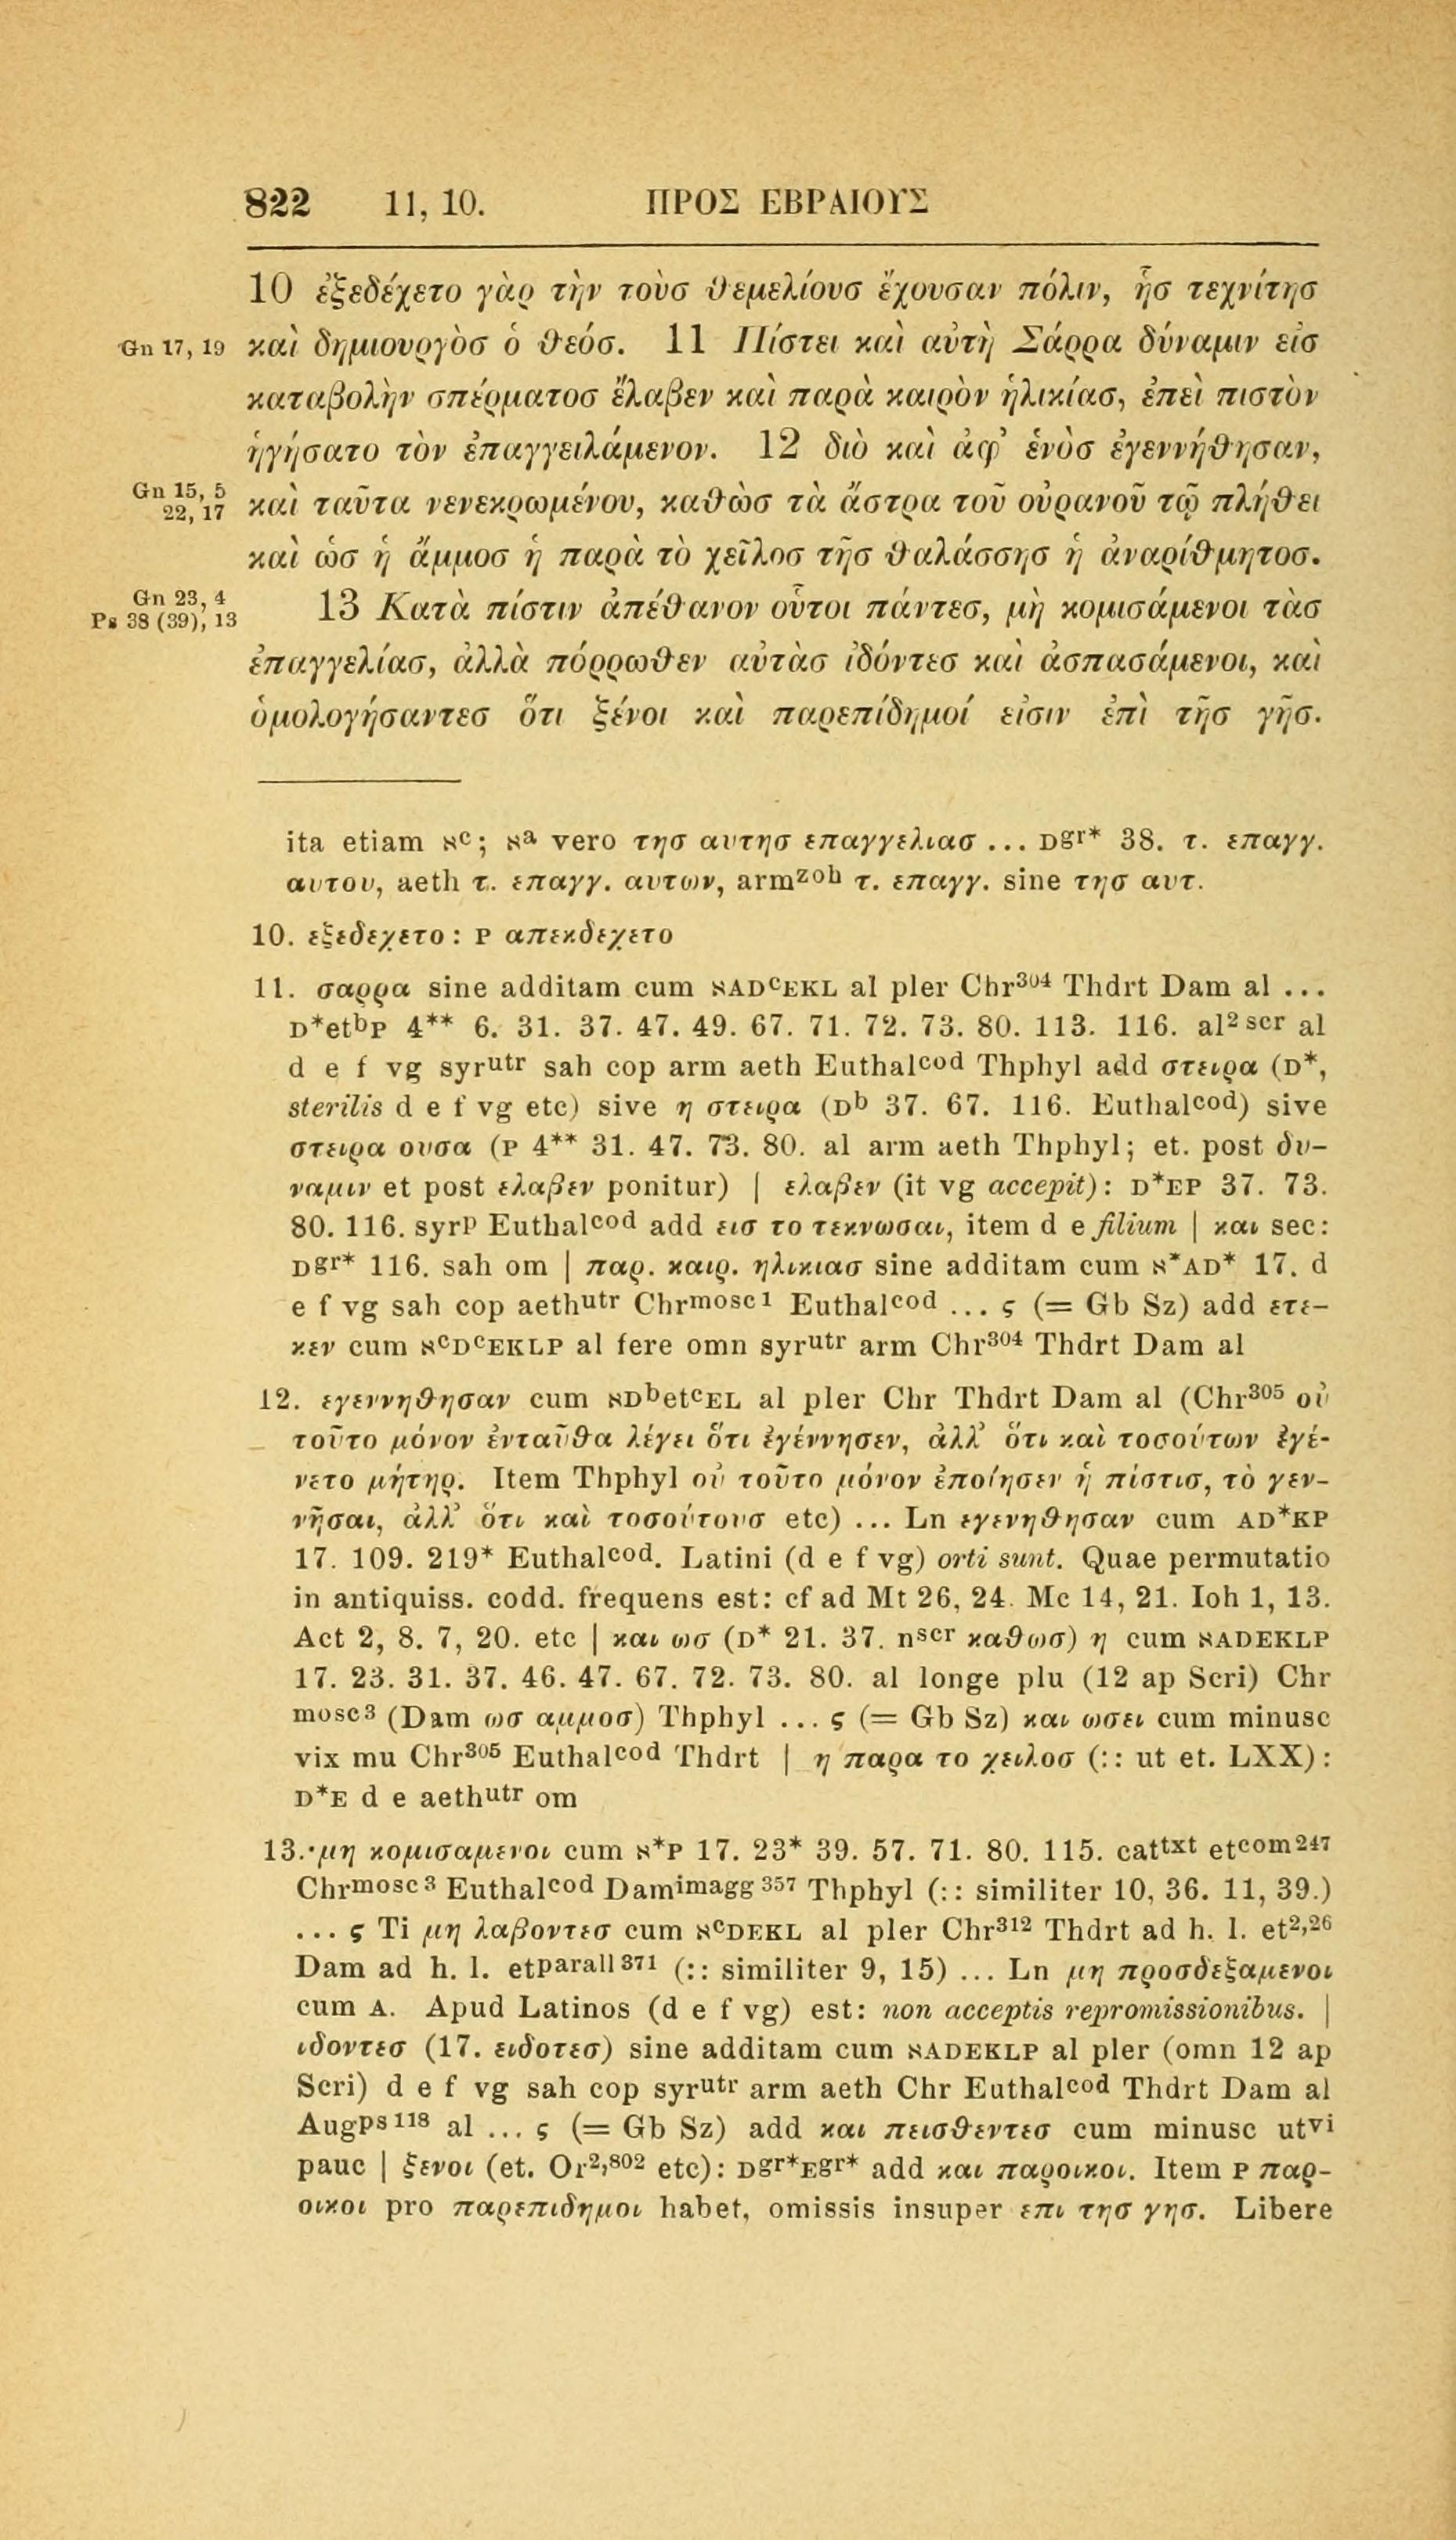 822 11, 10. ΠΡΟΣ ΕΒΡΑΙΟΥΣ
10 ἐξεδέχετο γὰρ τὴν τοὺσ θεμελίουσ ἔχουσαν πόλιν, ἧσ τεχνίτησ
Gn 17, 19 καὶ δημιουργὸσ ὁ θεόσ. 11 Πίστει καὶ αὐτὴ Σάρρα δύναμιν εἰσ
καταβολὴν σπέρματοσ ἔλαβεν καὶ παρὰ καιρὸν ἡλικίασ, ἐπεὶ πιστὸν
ἡγήσατο τὸν ἐπαγγειλάμενον. 12 διὸ καὶ ἀφ’ ἑνὸσ ἐγεννήθησαν,
Gn 15, 5
22, 17 καὶ ταῦτα νενεκρωμένου, καθὼσ τὰ ἄστρα τοῦ οὐρανοῦ τῷ πλήθει
καὶ ὡσ ἡ ἄμμοσ ἡ παρὰ τὸ χεῖλοσ τῆσ θαλάσσησ ἡ ἀναρίθμητοσ.
Gn 23, 4
Ps 38 (39), 13 13 Κατὰ πίστιν ἀπέθανον οὗτοι πάντεσ, μὴ κομισάμενοι τὰσ
ἐπαγγελίασ, ἀλλὰ πόρρωθεν αὐτὰσ ἰδόντεσ καὶ ἀσπασάμενοι, καὶ
ὁμολογήσαντεσ ὅτι ξένοι καὶ παρεπίδημοί εἰσιν ἐπὶ τῆσ γῆσ.
ita etiam אc; אa vero τησ αυτησ επαγγελιασ ... Dgr* 38. τ. επαγγ.
αυτου, aeth τ. επαγγ. αυτων, armzoh τ. επαγγ. sine τησ αυτ.
10. εξεδεχετο: P απεκδεχετο
11. σαρρα sine additam cum אADcEKL al pler Chr304 Thdrt Dam al ...
D*etbP 4** 6. 31. 37. 47. 49. 67. 71. 72. 73. 80. 113. 116. al2 scr al
d e f vg syrutr sah cop arm aeth Euthalcod Thphyl add στειρα (D*,
sterilis d e f vg etc) sive η στειρα (Db 37. 67. 116. Euthalcod) sive
στειρα ουσα (P 4** 31. 47. 73. 80. al arm aeth Thphyl; et. post δυ-
ναμιν et post ελαβεν ponitur) | ελαβεν (it vg accepit): D*EP 37. 73.
80. 116. syrp Euthalcod add εισ το τεκνωσαι, item d e filium | και sec:
Dgr* 116. sah om | παρ. καιρ. ηλικιασ sine additam cum א*AD* 17. d
e f vg sah cop aethutr Chrmosc1 Euthalcod ... ς (= Gb Sz) add ετε-
κεν cum אcDcEKLP al fere omn syrutr arm Chr304 Thdrt Dam al
12. εγεννηθησαν cum אDbetcEL al pler Chr Thdrt Dam al (Chr305 οὐ
τοῦτο μόνον ἐνταῦθα λέγει ὅτι ἐγέννησεν, ἀλλ’ ὅτι καὶ τοσούτων ἐγέ-
νετο μήτηρ. Item Thphyl οὐ τοῦτο μόνον ἐποίησεν ἡ πίστισ, τὸ γεν-
νῆσαι, ἀλλ’ ὅτι καὶ τοσούτουσ etc) ... Ln εγενηθησαν cum AD*KP
17. 109. 219* Euthalcod. Latini (d e f vg) orti sunt. Quae permutatio
in antiquiss. codd. frequens est: cf ad Mt 26, 24. Mc 14, 21. Ioh 1, 13.
Act 2, 8. 7, 20. etc | και ωσ (D* 21. 37. nscr καθωσ) η cum אADEKLP
17. 23. 31. 37. 46. 47. 67. 72. 73. 80. al longe plu (12 ap Scri) Chr
mosc3 (Dam ωσ αμμοσ) Thphyl ... ς (= Gb Sz) και ωσει cum minusc
vix mu Chr305 Euthalcod Thdrt | η παρα το χειλοσ (:: ut et. LXX):
D*E d e aethutr om
13. μη κομισαμενοι cum א*P 17. 23* 39. 57. 71. 80. 115. cattxt etcom247
Chrmosc3 Euthalcod Damimagg357 Thphyl (:: similiter 10, 36. 11, 39.)
... ς Ti μη λαβοντεσ cum אcDEKL al pler Chr312 Thdrt ad h. l. et2,26
Dam ad h. l. etparall371 (:: similiter 9, 15) ... Ln μη προσδεξαμενοι
cum A. Apud Latinos (d e f vg) est: non acceptis repromissionibus. |
ιδοντεσ (17. ειδοτεσ) sine additam cum אADEKLP al pler (omn 12 ap
Scri) d e f vg sah cop syrutr arm aeth Chr Euthalcod Thdrt Dam al
Augps118 al ... ς (= Gb Sz) add και πεισθεντεσ cum minusc utvi
pauc | ξενοι (et. Or2,802 etc): Dgr*Egr* add και παροικοι. Item P παρ-
οικοι pro παρεπιδημοι habet, omissis insuper επι τησ γησ. Libere